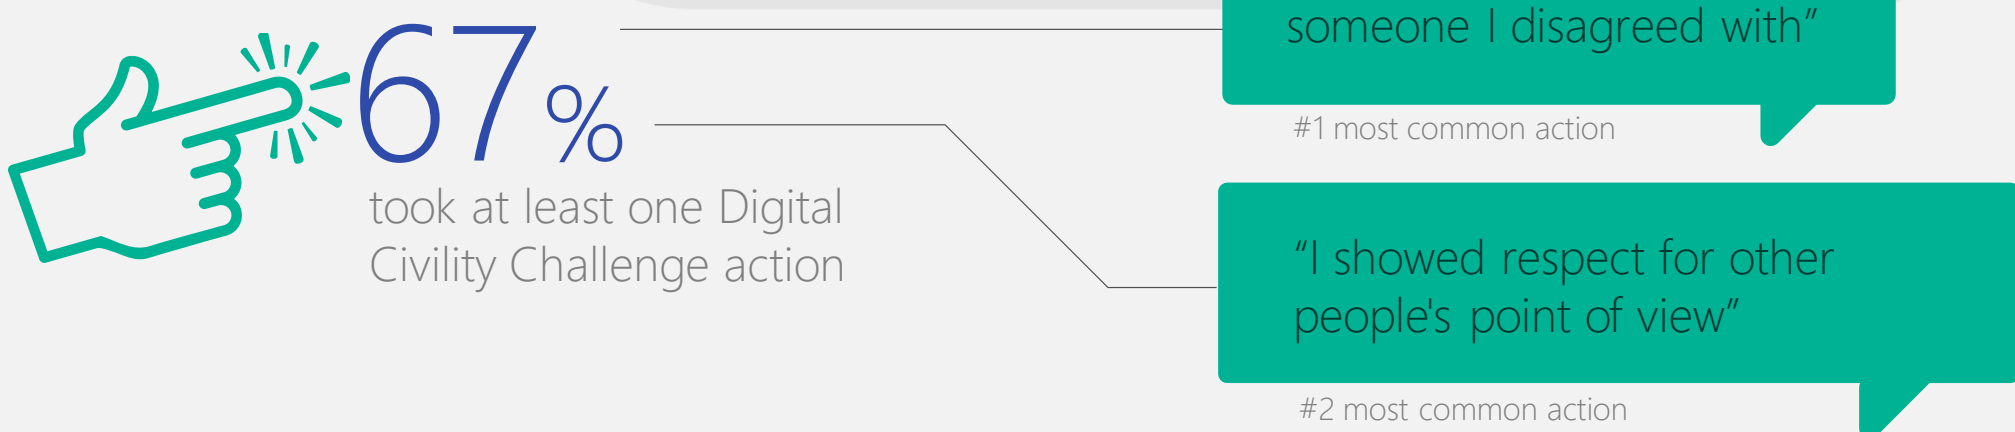 67%
took at least one Digital
Civility Challenge action
someone I disagreed with”
#1 most common action
“I showed respect for other
people's point of view”
#2 most common action